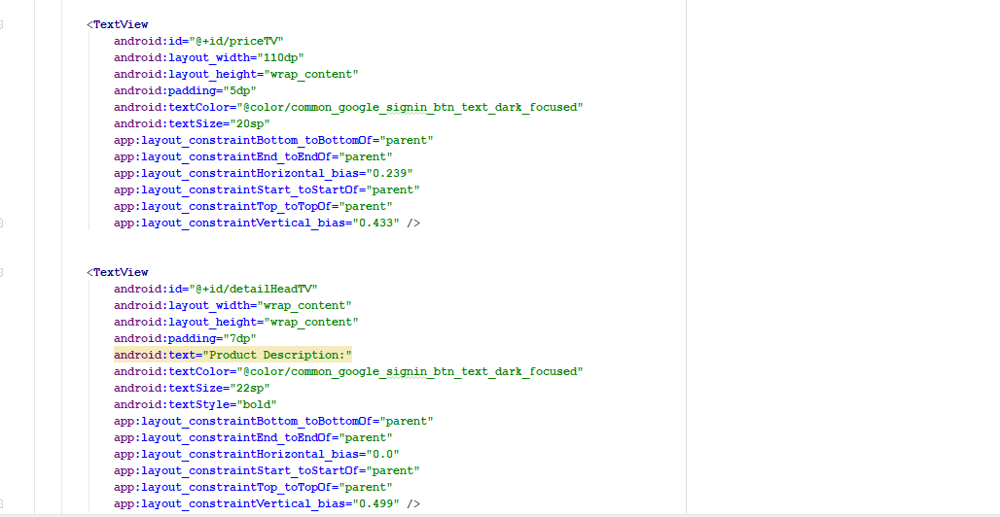 <TextView
android:id="@+id/priceTV"
android:layout_width="110dp"
android:layout_height="wrap_content"
android:padding="5dp"
android:textColor="@color/common_google_signin_btn_text_dark_focused"
android:textSize="20sp"
app:layout_constraintBottom_toBottomOf="parent"
app:layout_constraintEnd_toEndOf="parent"
app:layout_constraintHorizontal_bias="0.239"
app:layout_constraintStart_toStartOf="parent"
app:layout_constraintTop_toTopOf="parent"
app:layout_constraintVertical_bias="0.433" />
<TextView
android:id="@+id/detailHeadTV"
android:layout_width="wrap_content"
android:layout_height="wrap_content"
android:padding="7dp"
android:text="Product Description:"
android:textColor="@color/common_google_signin_btn_text_dark_focused"
android:textSize="22sp"
android:textStyle="bold"
app:layout_constraintBottom_toBottomOf="parent"
app:layout_constraintEnd_toEndOf="parent"
app:layout_constraintHorizontal_bias="0.0"
app:layout_constraintStart_toStartOf="parent"
app:layout_constraintTop_toTopOf="parent"
app:layout_constraintVertical_bias="0.499" />